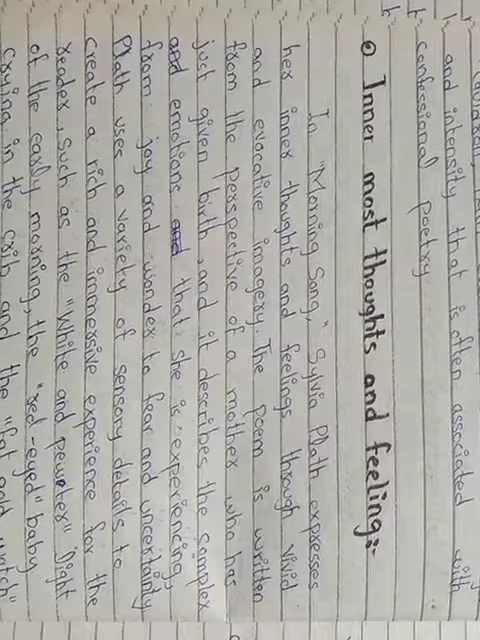 and intensity that is often associated with
confessional poetry
Inner most thoughts and feeling:-
In "Morning Song," Sylvia Plath expresses
her inner thoughts and feelings through vivid
and evocative imagery. The poem is written
from the perspective of a mother who has
just given birth, and it describes the complex
and emotions and that she is experiencing,
from joy and wonder to fear and uncertainty
Plath uses a variety of sensory details to
create a rich and immersive experience for the
reader, such as the "White and pewter" light
of the early morning, the "red-eyed" baby
crying in the crib and the "fat gold watch"